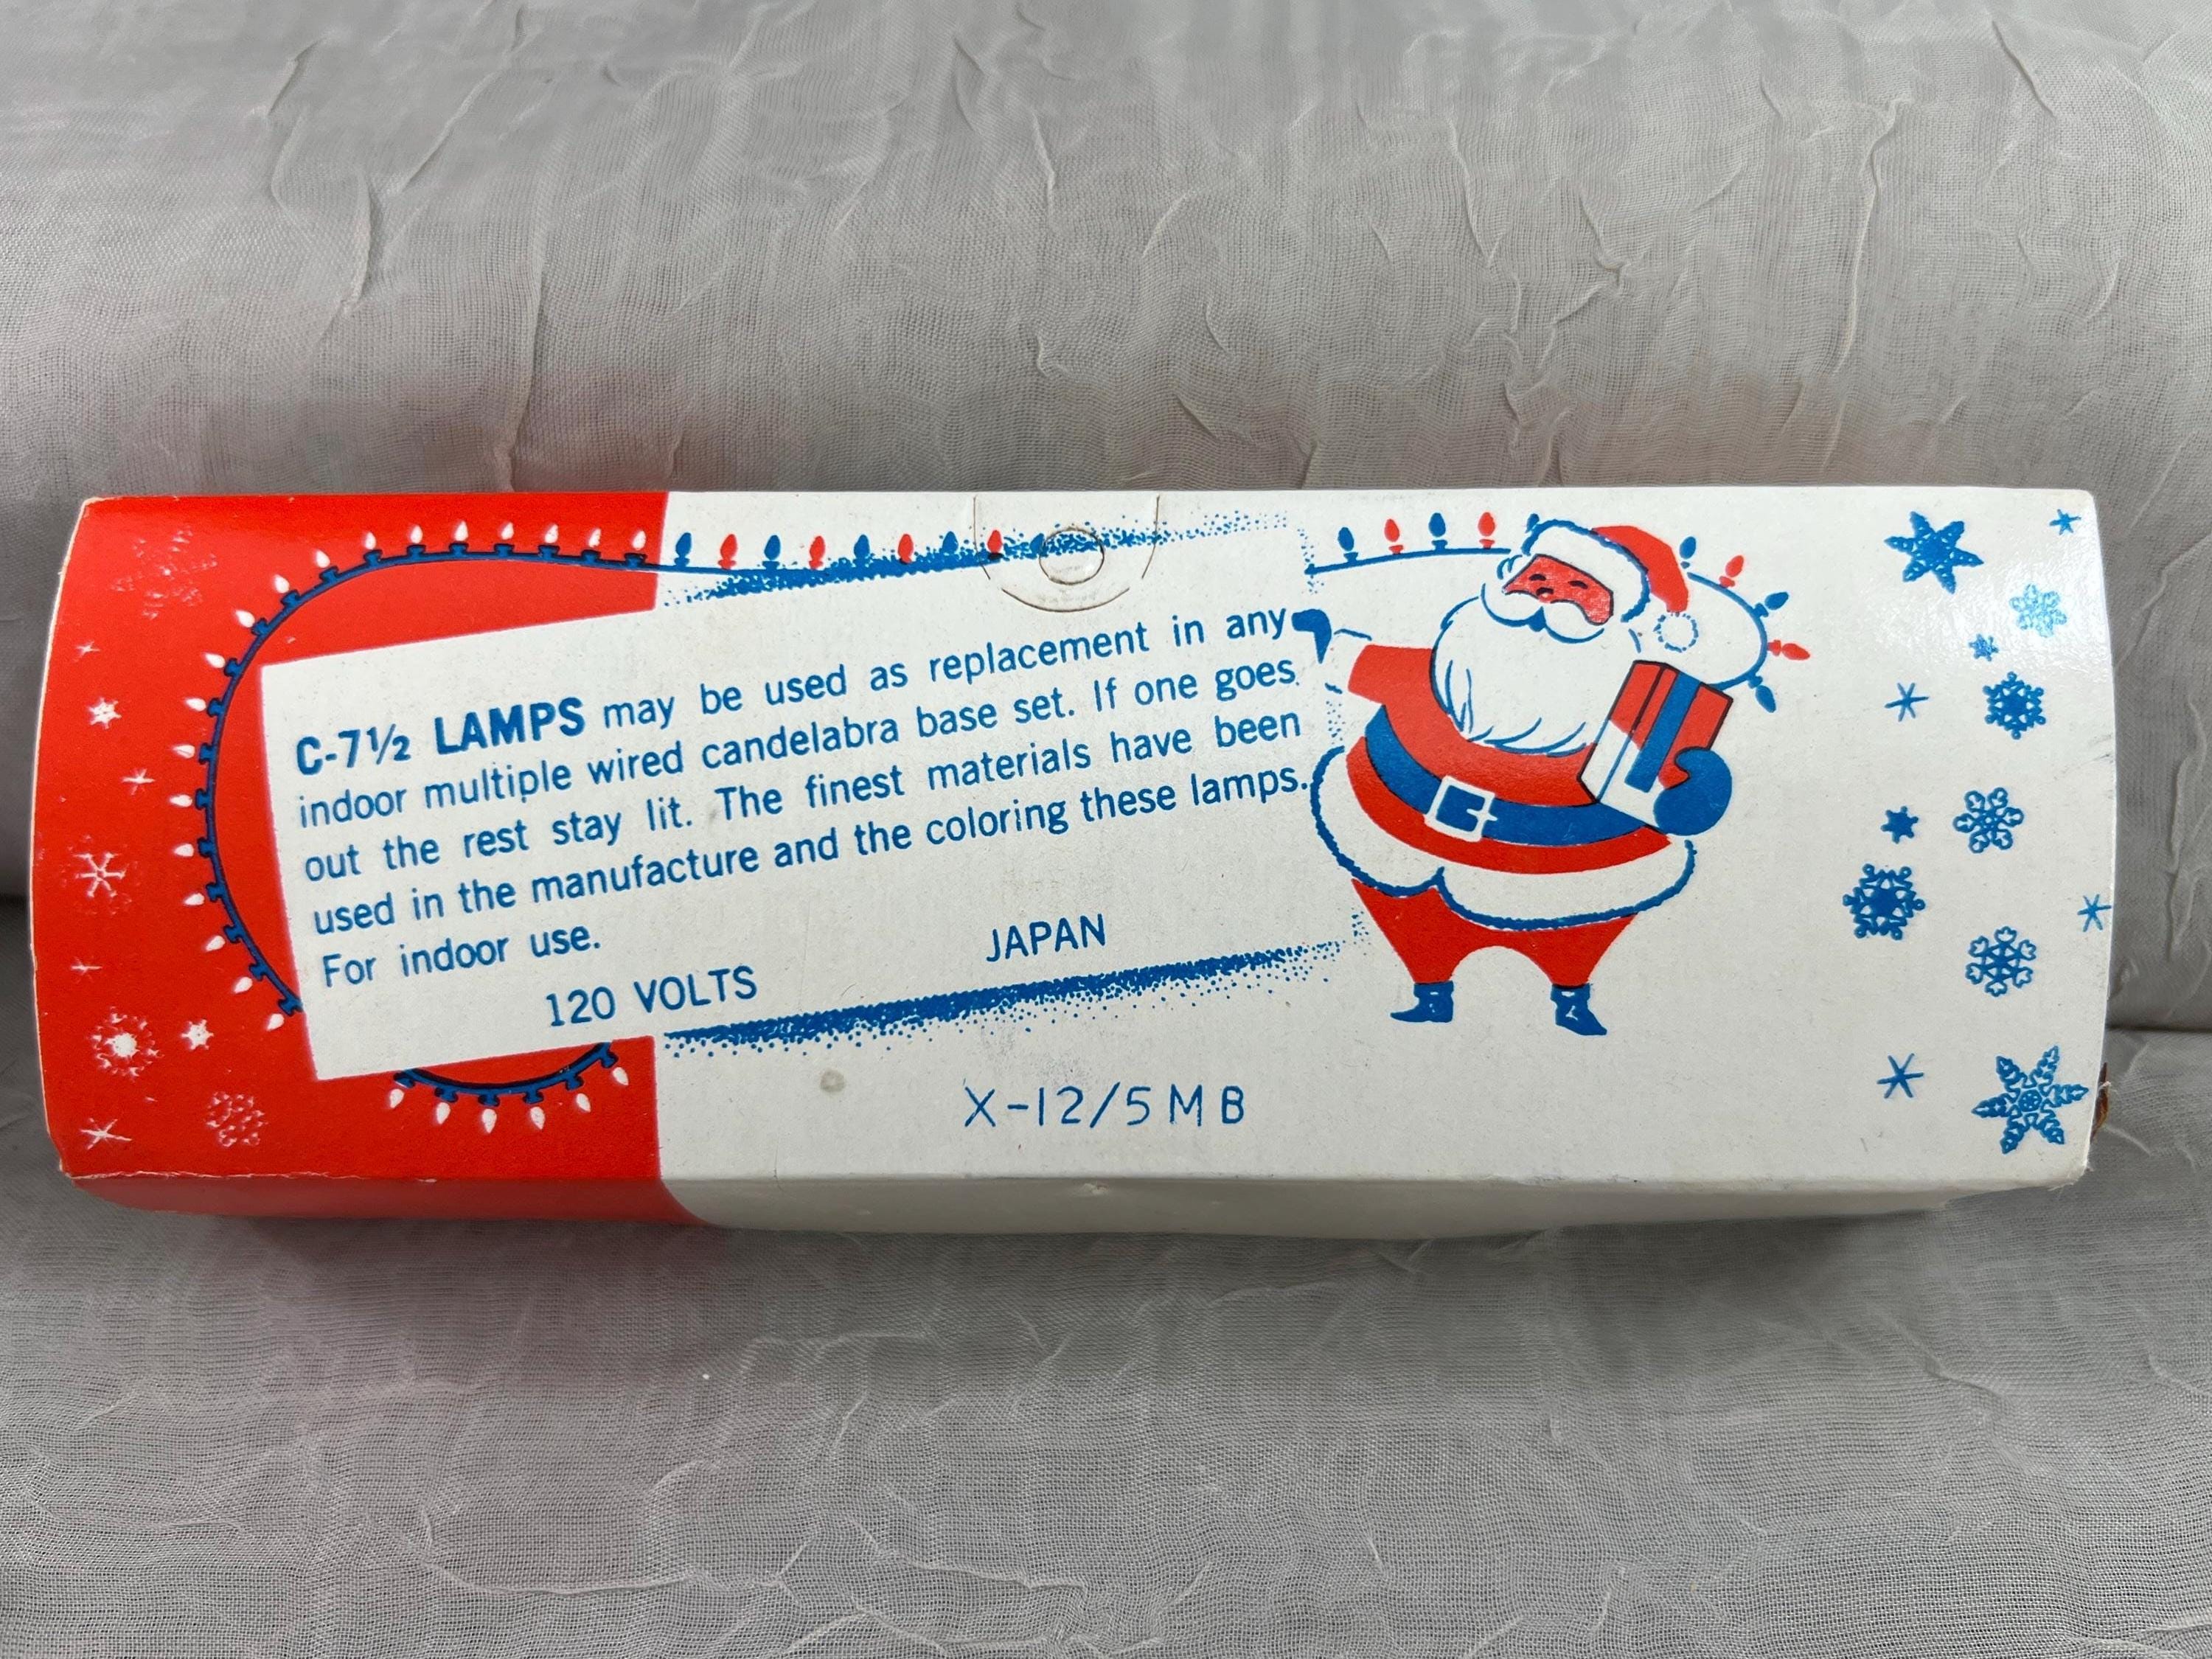 C-7½ LAMPS may be used as replacement in any
indoor multiple wired candelabra base set. If one goes
out the rest stay lit. The finest materials have been
used in the manufacture and the coloring these lamps.
For indoor use.
120 VOLTS JAPAN
X-12/5MB